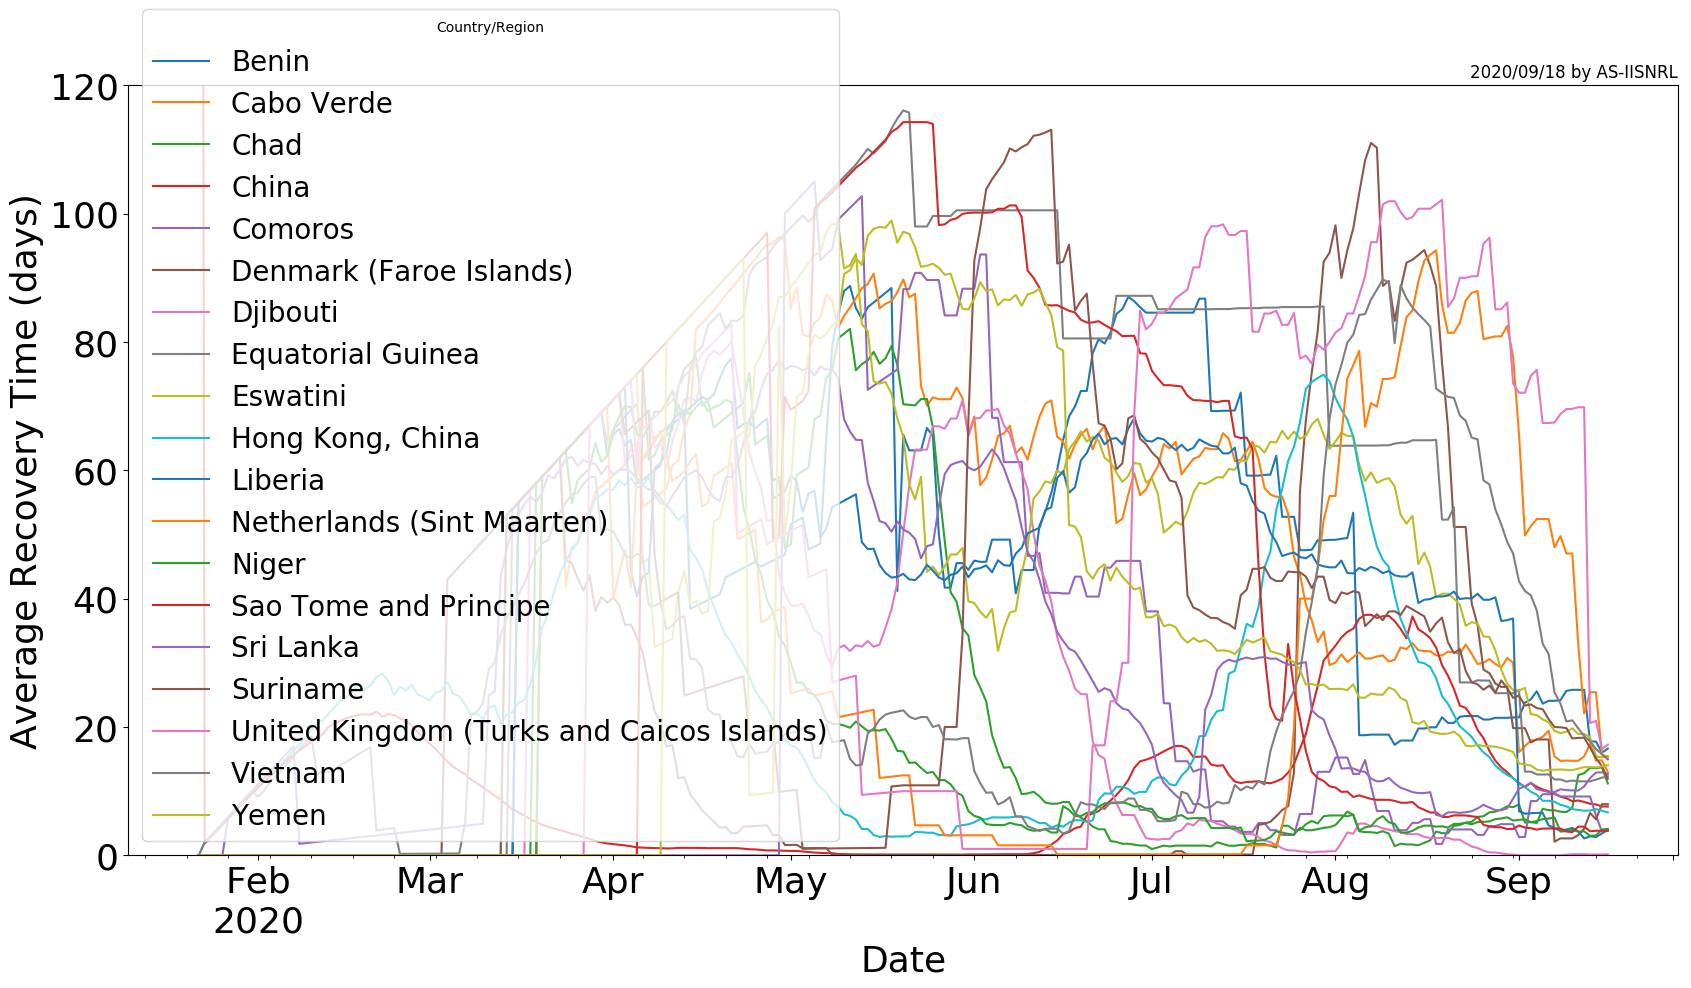 Country/Region
Benin
Cabo Verde
Chad
China
Comoros
Denmark (Faroe Islands)
Djibouti
Equatorial Guinea
Eswatini
Hong Kong, China
Liberia
Netherlands (Sint Maarten)
Niger
Sao Tome and Principe
Sri Lanka
Suriname
United Kingdom (Turks and Caicos Islands)
Vietnam
Yemen
2020/09/18 by AS-IISNRL
Average Recovery Time (days)
120
100
80
60
40
20
0
Feb Mar Apr May Jun Jul Aug Sep
2020
Date